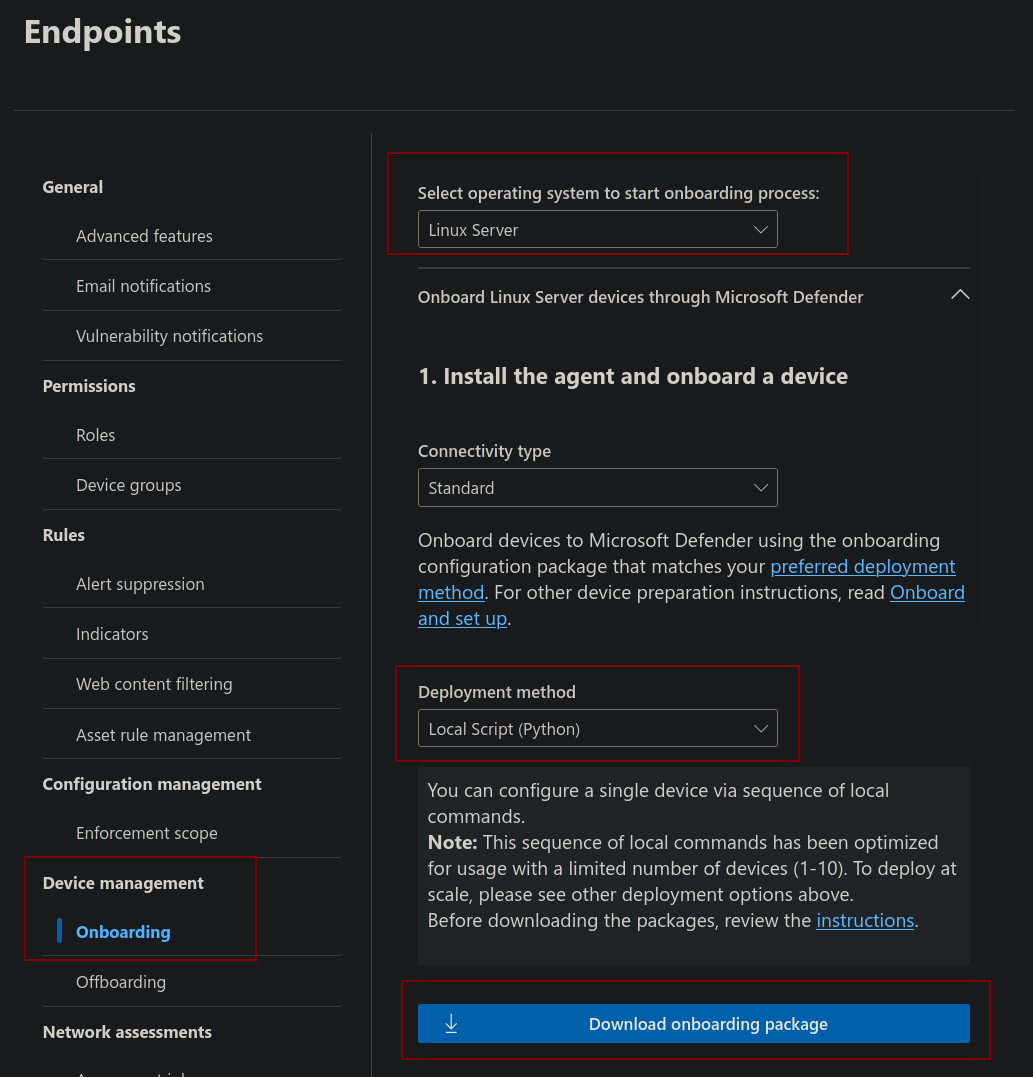 Endpoints
General
Advanced features
Email notifications
Vulnerability notifications
Permissions
Roles
Device groups
Rules
Alert suppression
Indicators
Web content filtering
Asset rule management
Configuration management
Enforcement scope
Device management
Onboarding
Offboarding
Network assessments
Select operating system to start onboarding process:
Linux Server
Onboard Linux Server devices through Microsoft Defender
1. Install the agent and onboard a device
Connectivity type
Standard
Onboard devices to Microsoft Defender using the onboarding
configuration package that matches your preferred deployment
method. For other device preparation instructions, read Onboard
and set up.
Deployment method
Local Script (Python)
You can configure a single device via sequence of local
commands.
Note: This sequence of local commands has been optimized
for usage with a limited number of devices (1-10). To deploy at
scale, please see other deployment options above.
Before downloading the packages, review the instructions.
Download onboarding package